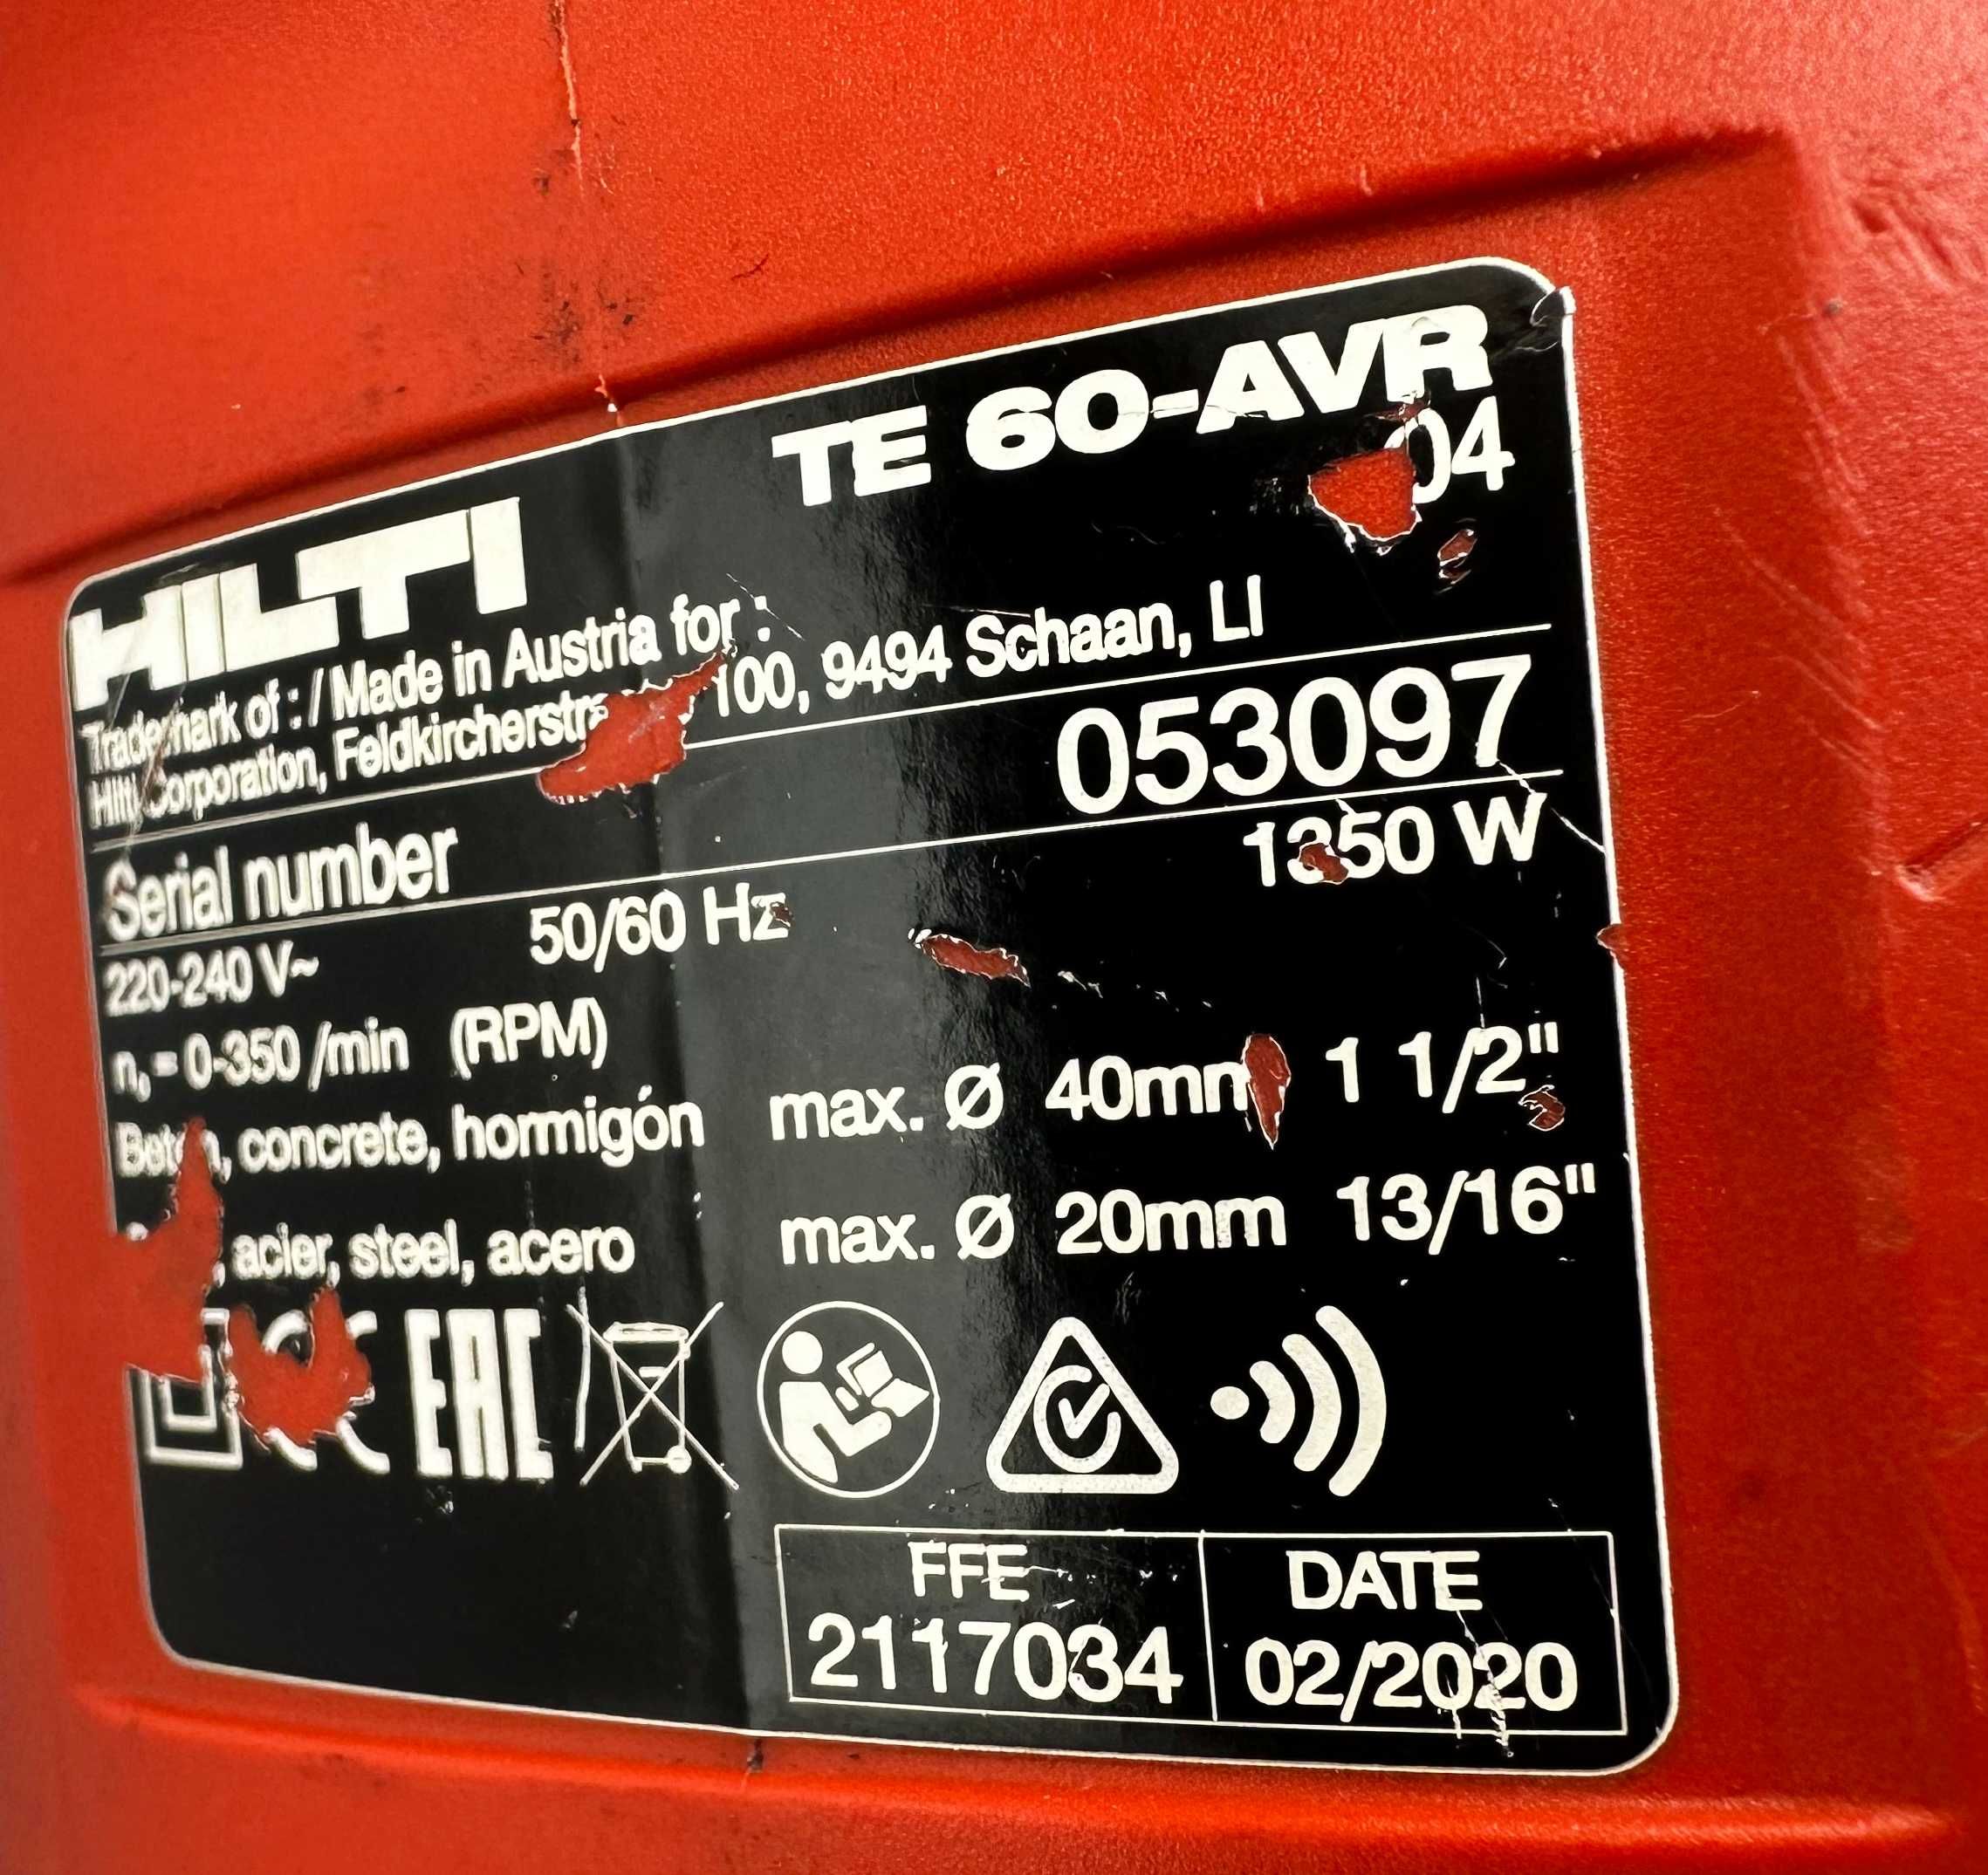 HILTI TE 60-AVR
04
Trademark of : / Made in Austria for :
Hilti Corporation, 100, 9494 Schaan, LI
Serial number 053097
220-240 V~ 50/60 Hz 1350 W
n₀ = 0-350 /min (RPM)
concrete, hormigón max. Ø 40mm 1 1/2"
, acier, steel, acero max. Ø 20mm 13/16"
EAC
FFE DATE
2117034 02/2020